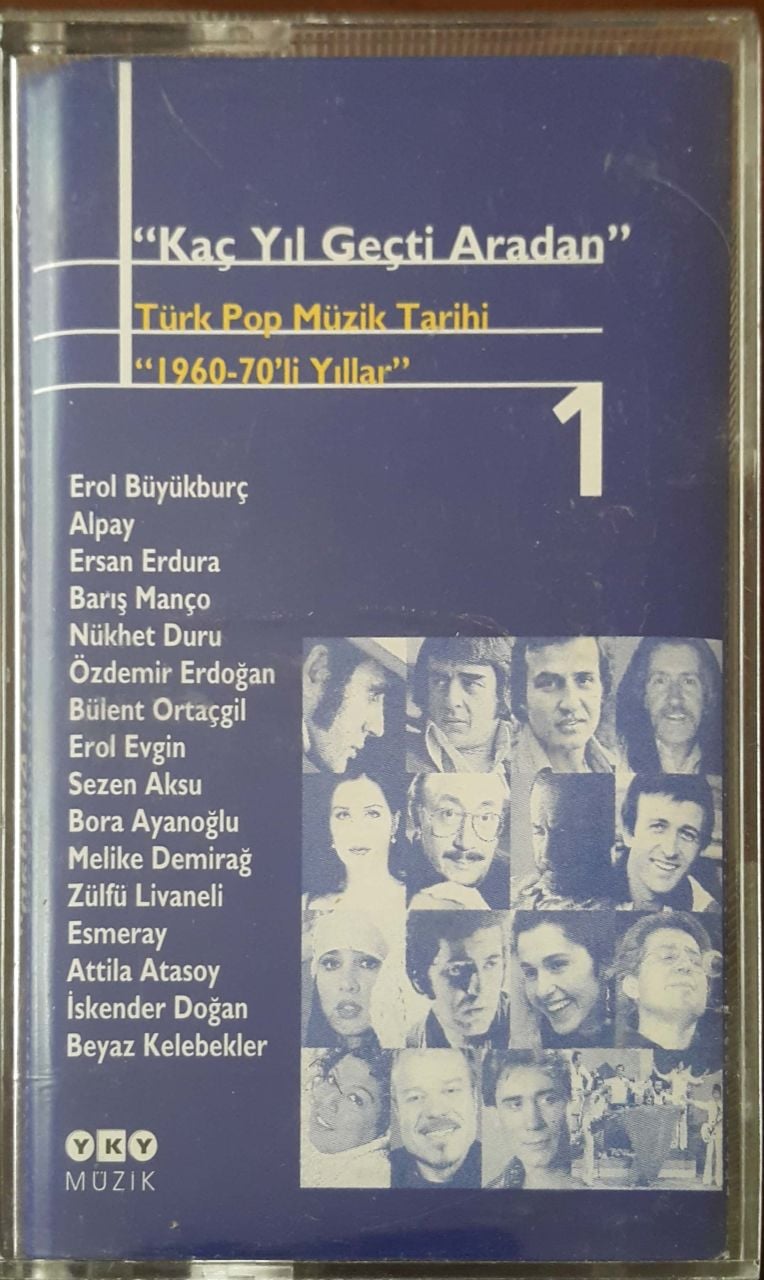 “Kaç Yıl Geçti Aradan”
Türk Pop Müzik Tarihi
“1960-70’li Yıllar”
1
Erol Büyükburç
Alpay
Ersan Erdura
Barış Manço
Nükhet Duru
Özdemir Erdoğan
Bülent Ortaçgil
Erol Evgin
Sezen Aksu
Bora Ayanoğlu
Melike Demirağ
Zülfü Livaneli
Esmeray
Attila Atasoy
İskender Doğan
Beyaz Kelebekler
YKY
MÜZİK